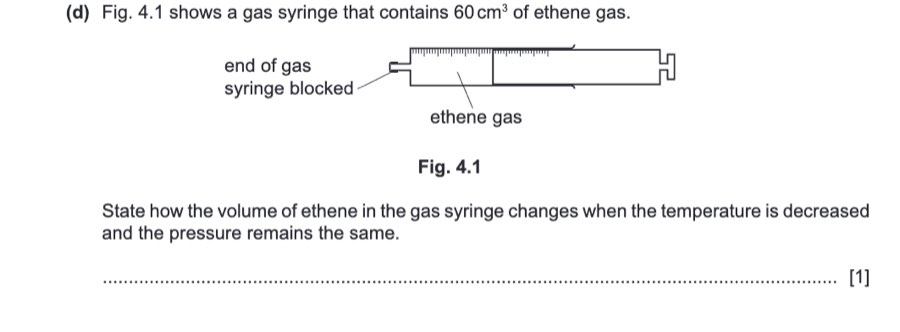 (d) Fig. 4.1 shows a gas syringe that contains 60 cm³ of ethene gas.
end of gas
syringe blocked
ethene gas
Fig. 4.1
State how the volume of ethene in the gas syringe changes when the temperature is decreased
and the pressure remains the same.
.......................................................................................................................................... [1]